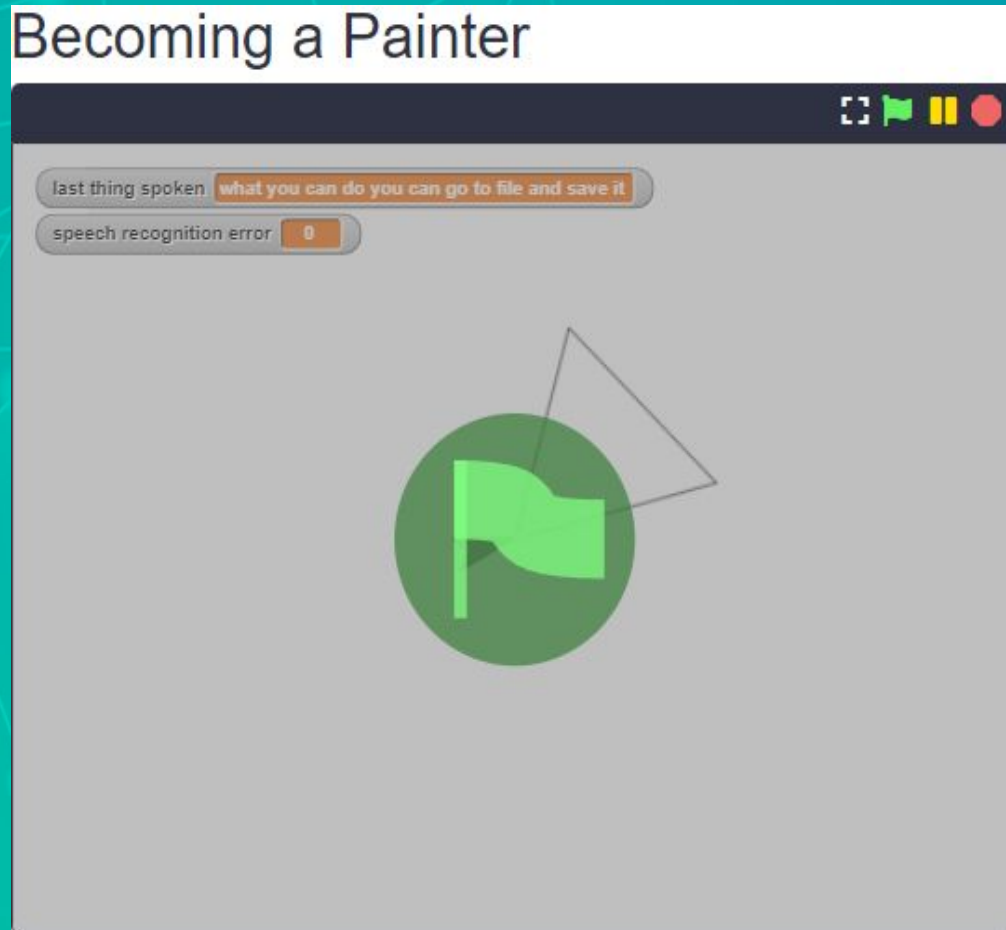 Becoming a Painter
last thing spoken what you can do you can go to file and save it
speech recognition error 0